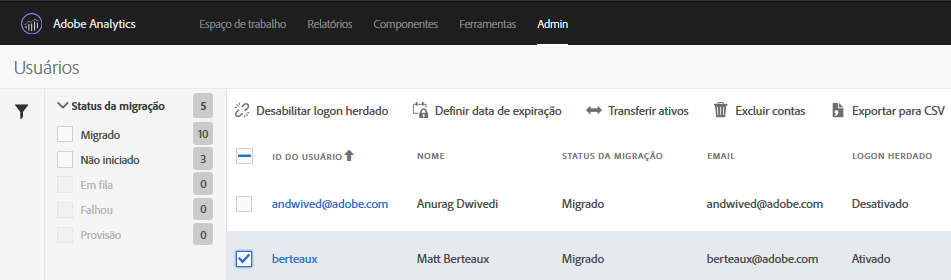 Adobe Analytics Espaço de trabalho Relatórios Componentes Ferramentas Admin
Usuários
Status da migração 5
Migrado 10
Não iniciado 3
Em fila 0
Falhou 0
Provisão 0
Desabilitar logon herdado Definir data de expiração Transferir ativos Excluir contas Exportar para CSV
ID DO USUÁRIO NOME STATUS DA MIGRAÇÃO EMAIL LOGON HERDADO
andwived@adobe.com Anurag Dwivedi Migrado andwived@adobe.com Desativado
berteaux Matt Berteaux Migrado berteaux@adobe.com Ativado